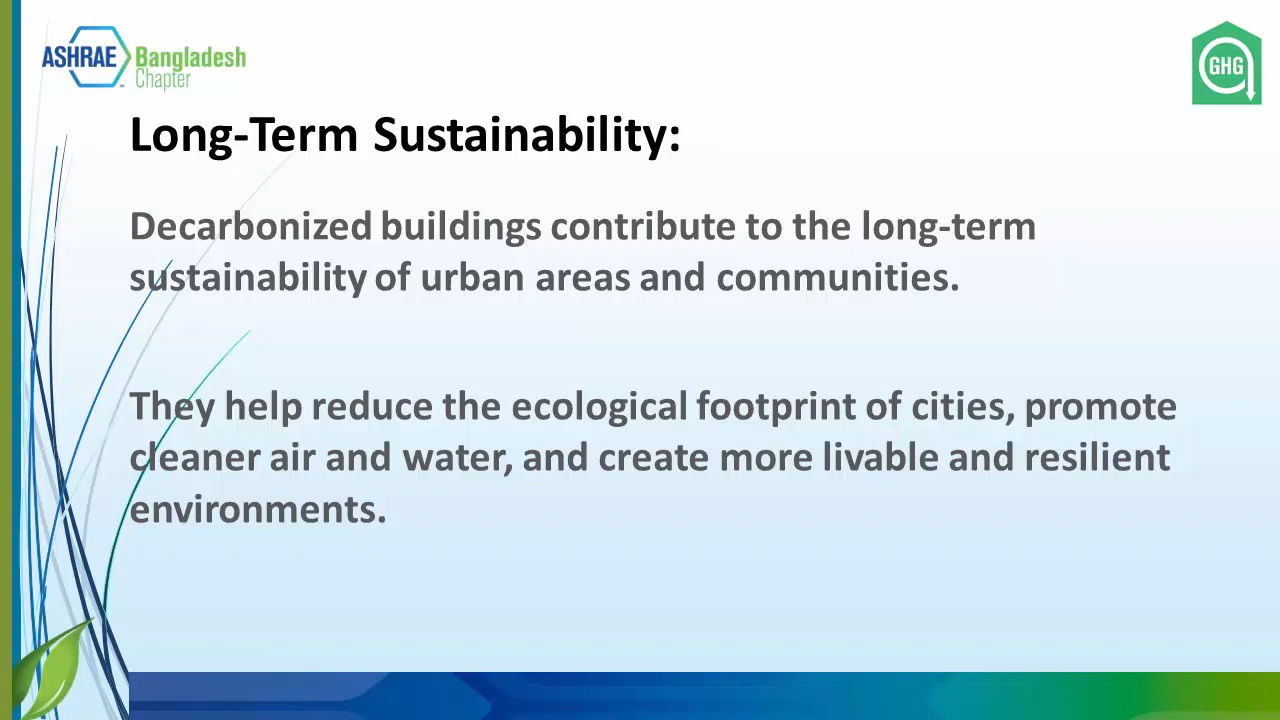 ASHRAE Bangladesh
Chapter
GHG
Long-Term Sustainability:
Decarbonized buildings contribute to the long-term
sustainability of urban areas and communities.
They help reduce the ecological footprint of cities, promote
cleaner air and water, and create more livable and resilient
environments.